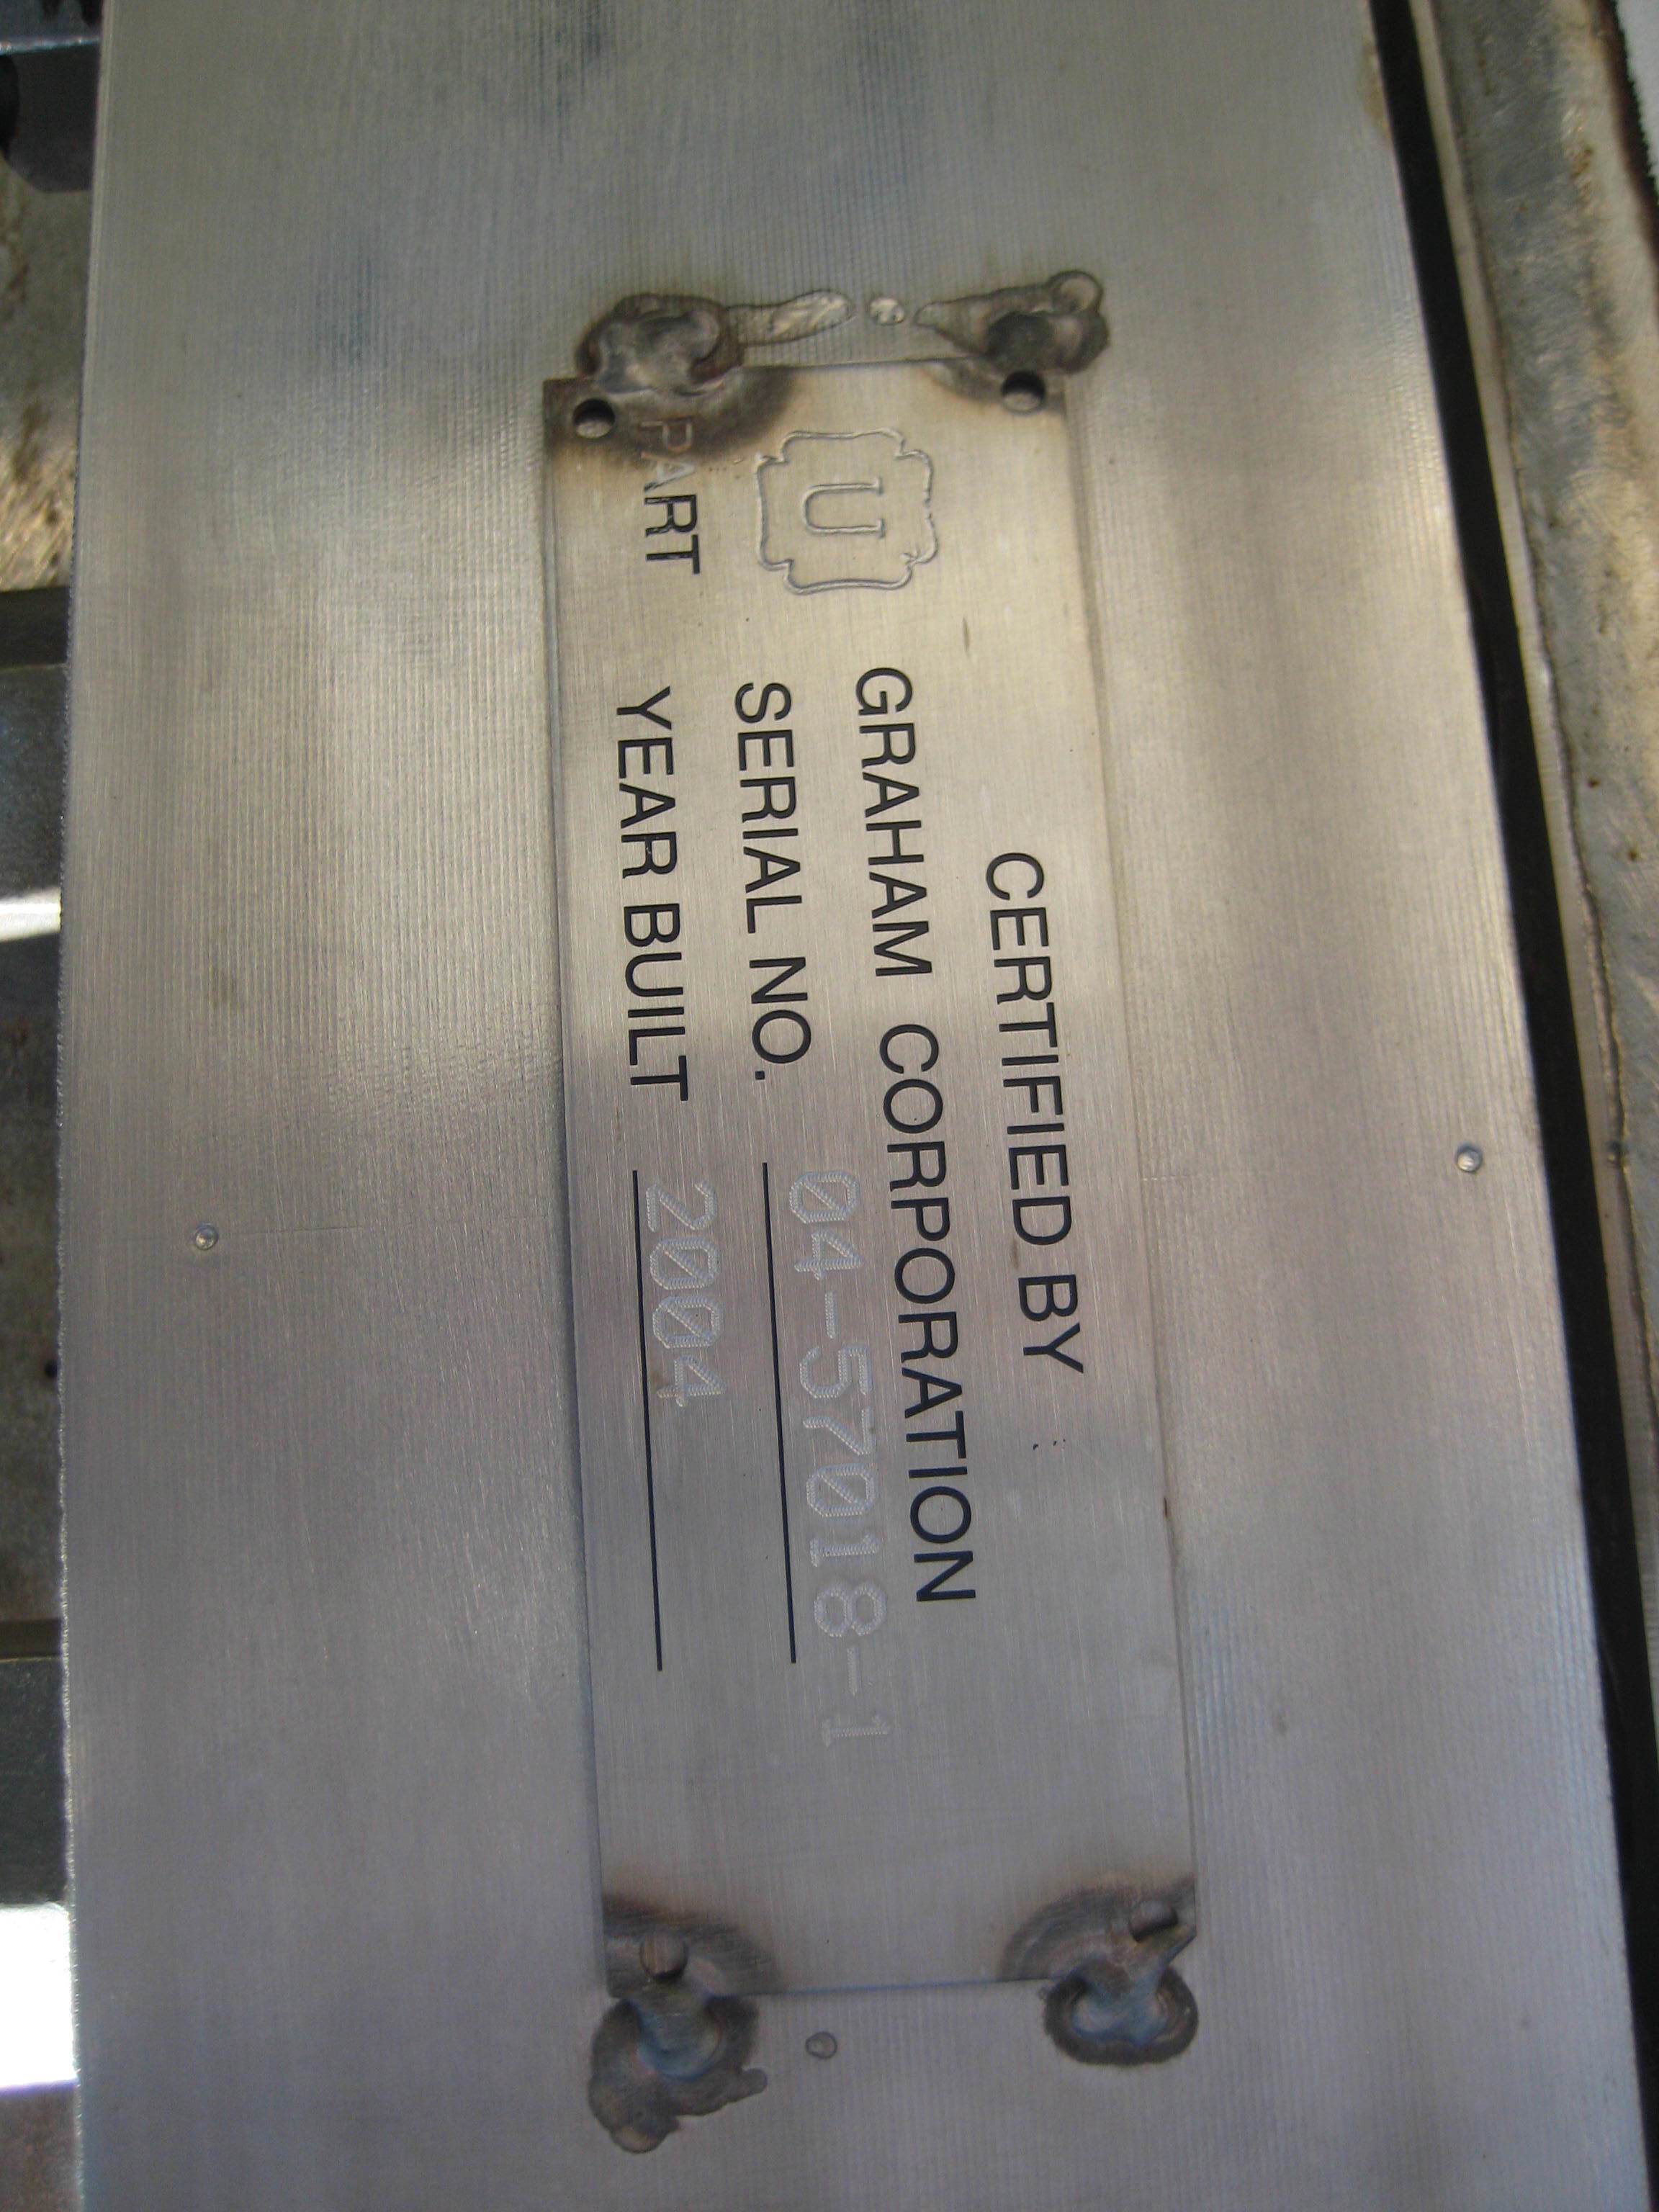 CERTIFIED BY
U
GRAHAM CORPORATION
SERIAL NO. 04-57018-1
PART
YEAR BUILT 2004